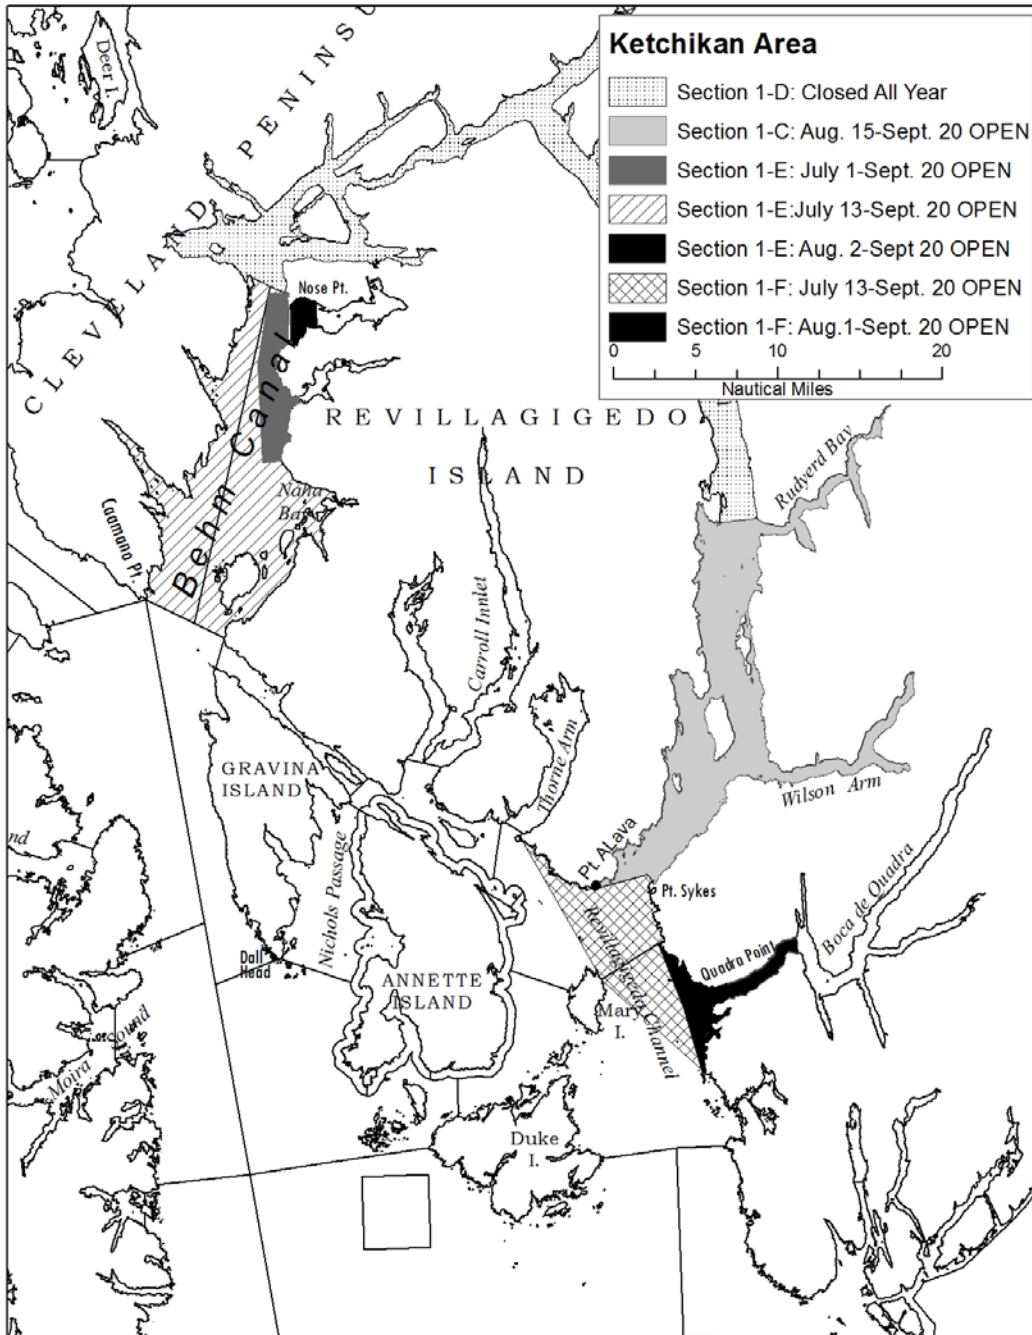 Ketchikan Area
Section 1-D: Closed All Year
Section 1-C: Aug. 15-Sept. 20 OPEN
Section 1-E: July 1-Sept. 20 OPEN
Section 1-E:July 13-Sept. 20 OPEN
Section 1-E: Aug. 2-Sept 20 OPEN
Section 1-F: July 13-Sept. 20 OPEN
Section 1-F: Aug.1-Sept. 20 OPEN
0 5 10 20
Nautical Miles
Deer I.
CLEVELAND PENINSU
Nose Pt.
Behm Canal
REVILLAGIGEDO
ISLAND
Rudyerd Bay
Naha
Bay
Caamano Pt.
Carroll Innlet
Thorne Arm
GRAVINA
ISLAND
Wilson Arm
nd
Nichols Passage
Pt. ALava
Pt. Sykes
Boca de Quadra
Revillagigedo Channel
Quadra Point
Dall
Head
ANNETTE
ISLAND
Mary
I.
Moira Sound
Duke
I.